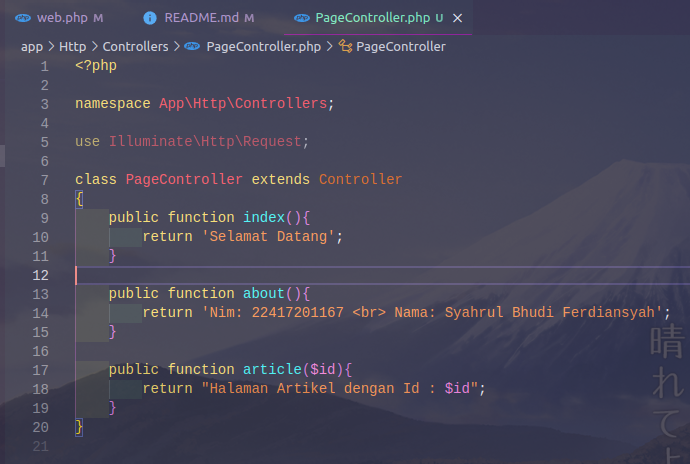 web.php M README.md M PageController.php U ×
app > Http > Controllers > PageController.php > PageController
1 <?php
2
3 namespace App\Http\Controllers;
4
5 use Illuminate\Http\Request;
6
7 class PageController extends Controller
8 {
9 public function index(){
10 return 'Selamat Datang';
11 }
12
13 public function about(){
14 return 'Nim: 22417201167 <br> Nama: Syahrul Bhudi Ferdiansyah';
15 }
16
17 public function article($id){
18 return "Halaman Artikel dengan Id : $id";
19 }
20 }
21
晴れてよ